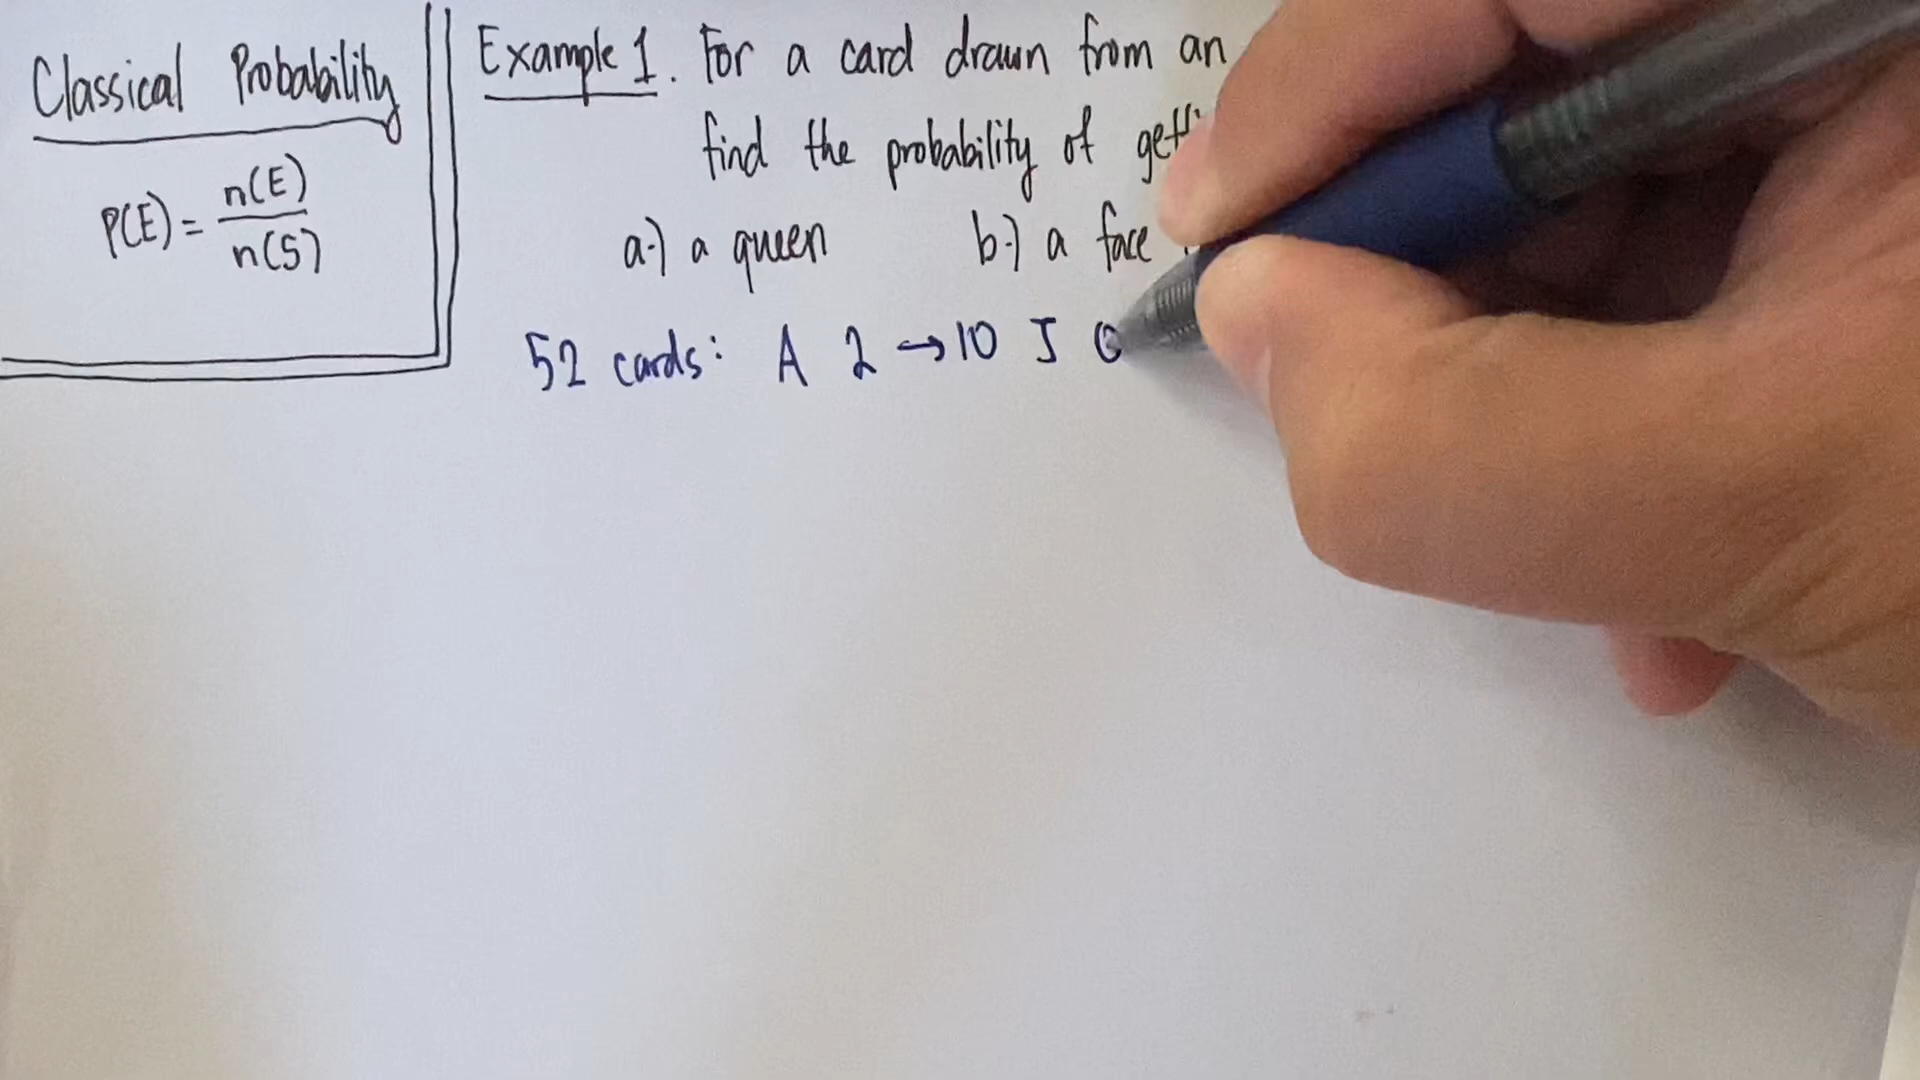 Classical Probability
P(E) = n(E) / n(S)
Example 1. For a card drawn from an
find the probability of
a.) a queen b.) a face
52 cards: A 2 → 10 J